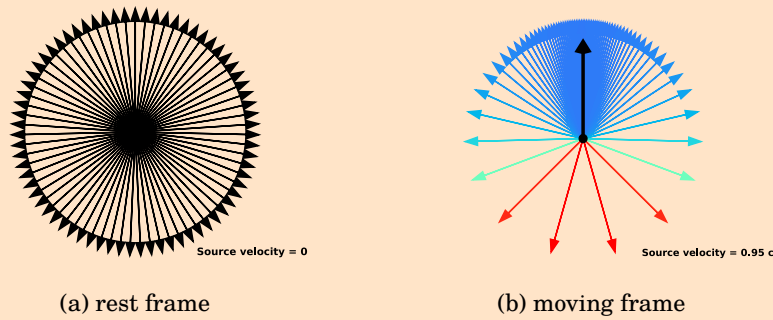 Source velocity = 0
Source velocity = 0.95 c
(a) rest frame
(b) moving frame